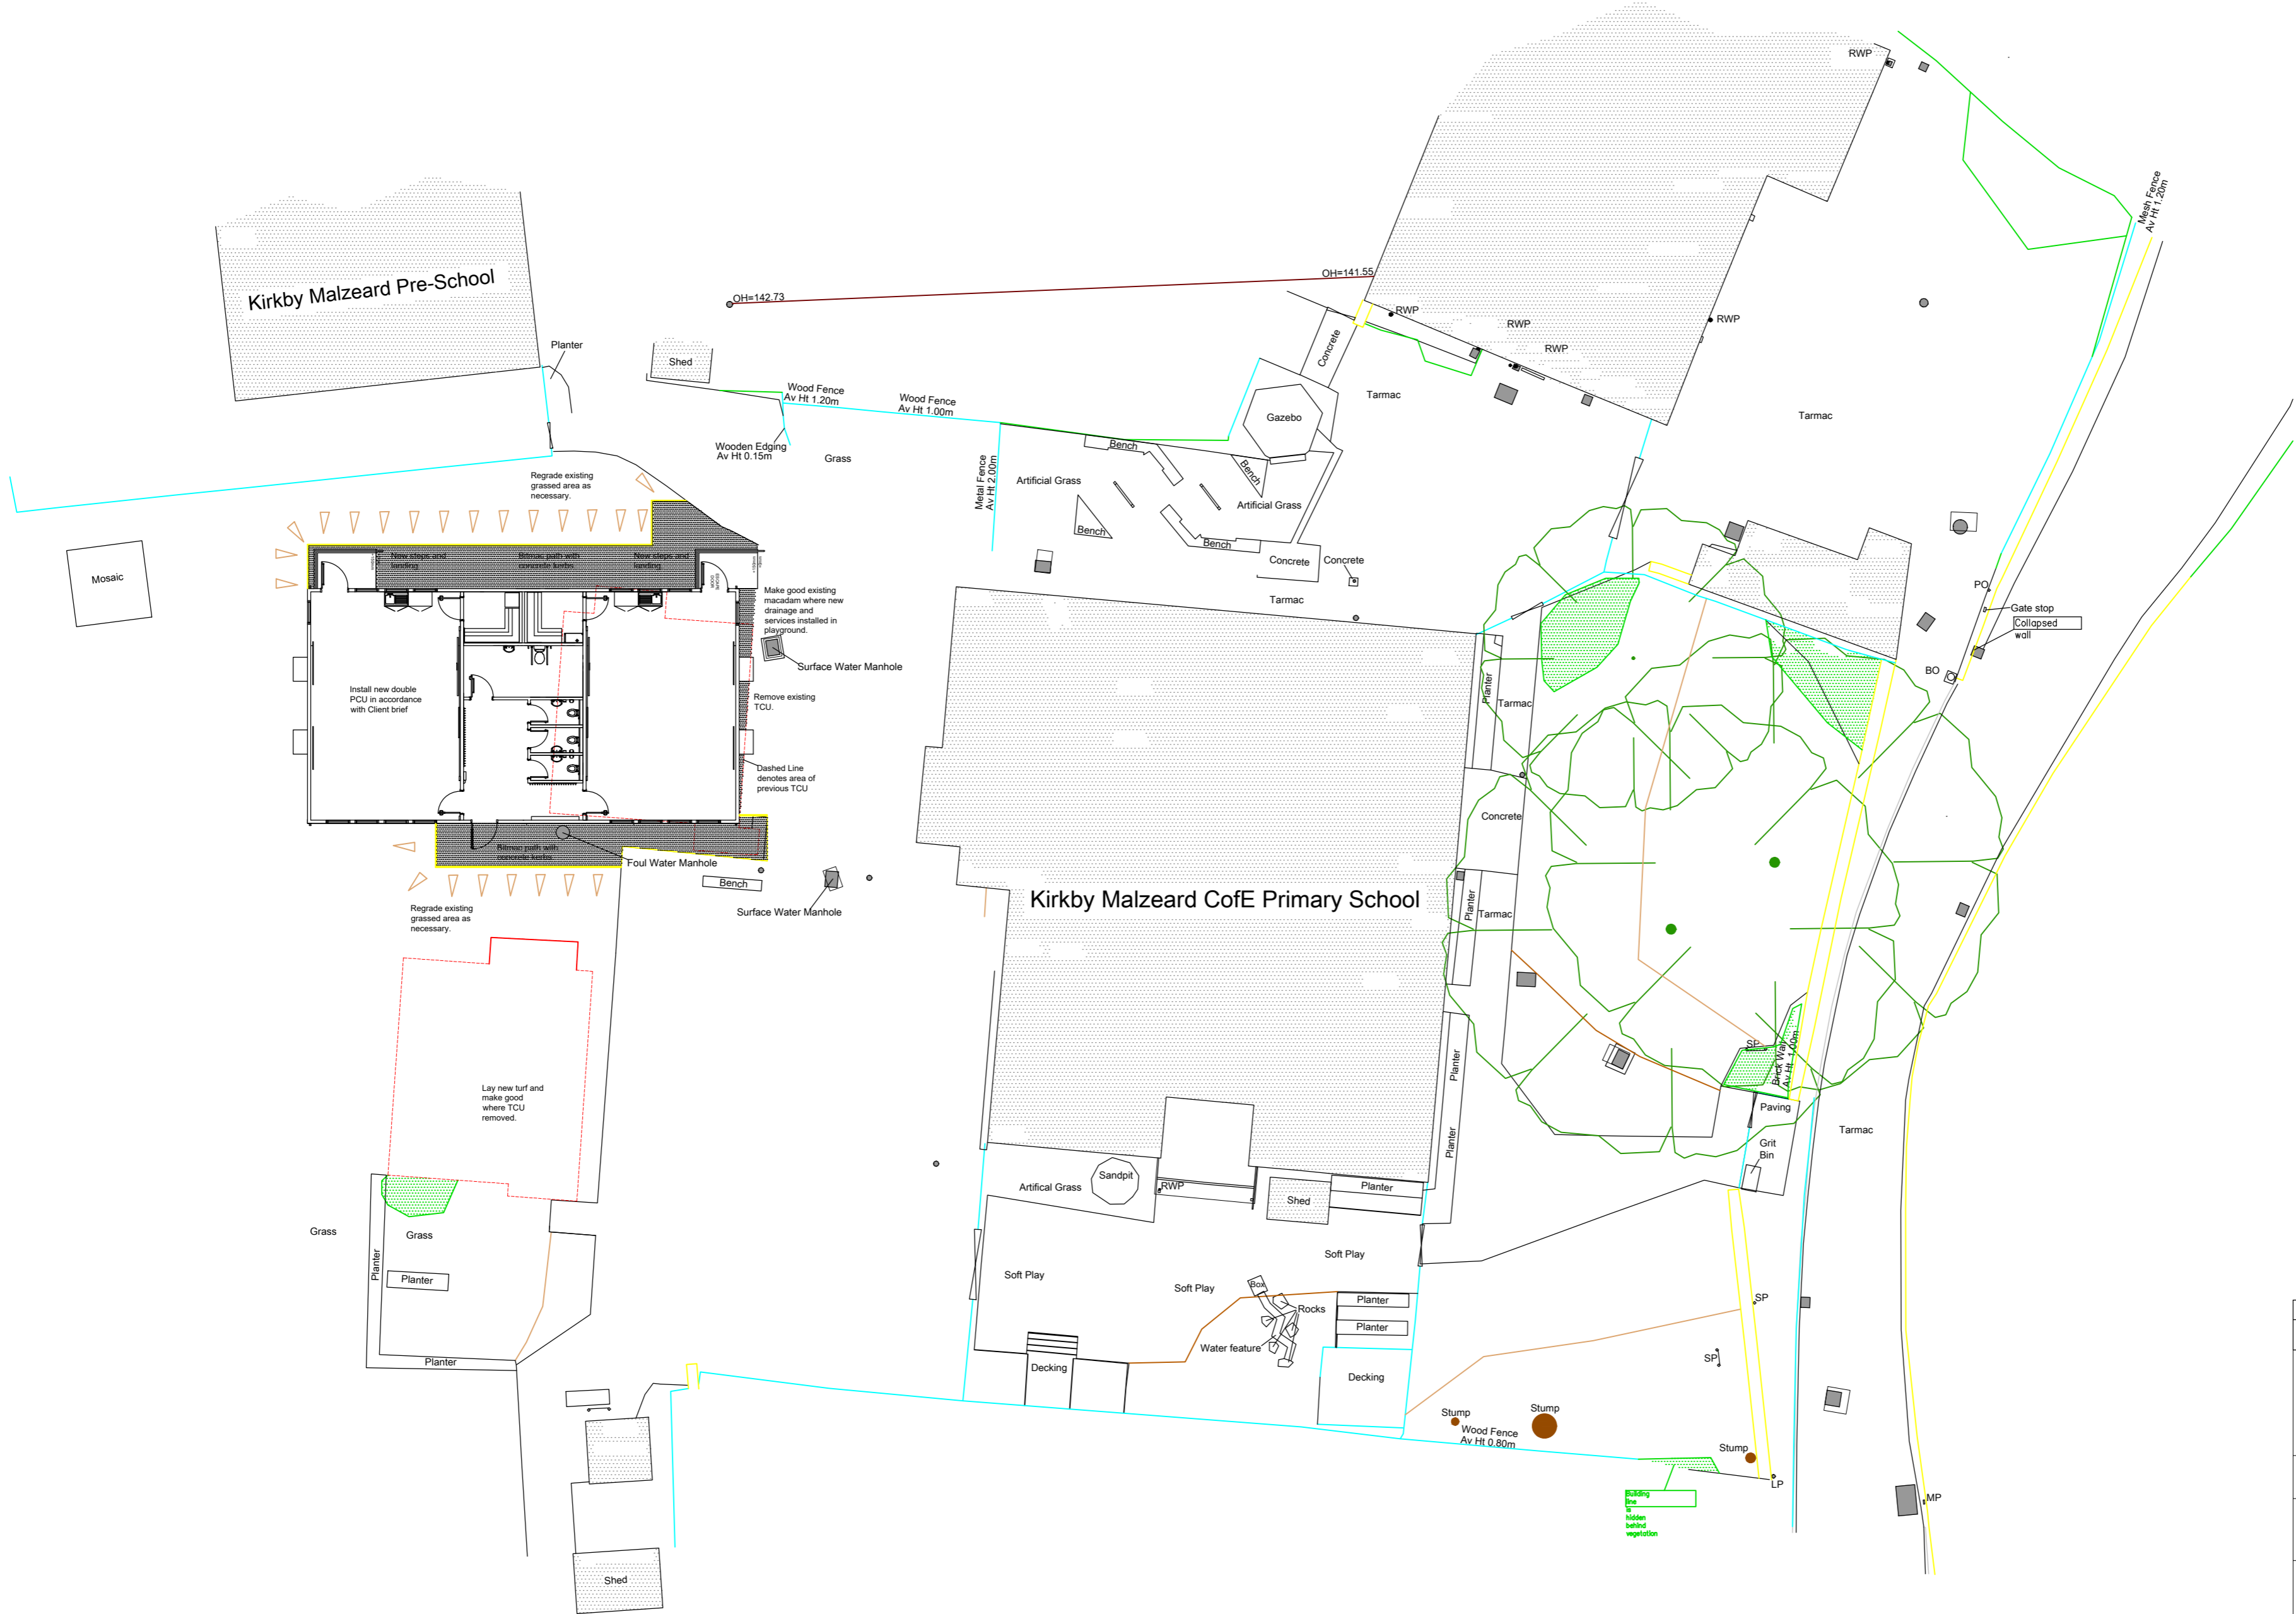 RWP
Mesh Fence
Av Ht 1.20m
Kirkby Malzeard Pre-School
OH=142.73
OH=141.55
RWP
RWP
RWP
RWP
Planter
Shed
Concrete
Wood Fence
Av Ht 1.20m
Wood Fence
Av Ht 1.00m
Tarmac
Tarmac
Gazebo
Wooden Edging
Av Ht 0.15m
Grass
Bench
Bench
Metal Fence
Av Ht 2.00m
Artificial Grass
Artificial Grass
Regrade existing
grassed area as
necessary.
Bench
Bench
Mosaic
New steps and
landing
Bitmac path with
concrete kerbs
New steps and
landing
Concrete
Concrete
Tarmac
Make good existing
macadam where new
drainage and
services installed in
playground.
Surface Water Manhole
PO
Gate stop
Collapsed
wall
BO
Install new double
PCU in accordance
with Client brief
Remove existing
TCU.
Planter
Tarmac
Dashed Line
denotes area of
previous TCU
Concrete
Bitmac path with
concrete kerbs
Foul Water Manhole
Bench
Surface Water Manhole
Kirkby Malzeard CofE Primary School
Planter
Tarmac
Regrade existing
grassed area as
necessary.
SP
Brick Wall
Av Ht 1.00m
Planter
Lay new turf and
make good
where TCU
removed.
Paving
Tarmac
Planter
Grit
Bin
Artifical Grass
Sandpit
RWP
Shed
Planter
Grass
Grass
Planter
Planter
Planter
Soft Play
Soft Play
Soft Play
Box
Rocks
Water feature
Planter
Planter
Decking
Decking
SP
SP
Stump
Stump
Wood Fence
Av Ht 0.80m
Stump
LP
MP
Building
line
is
hidden
behind
vegetation
Shed